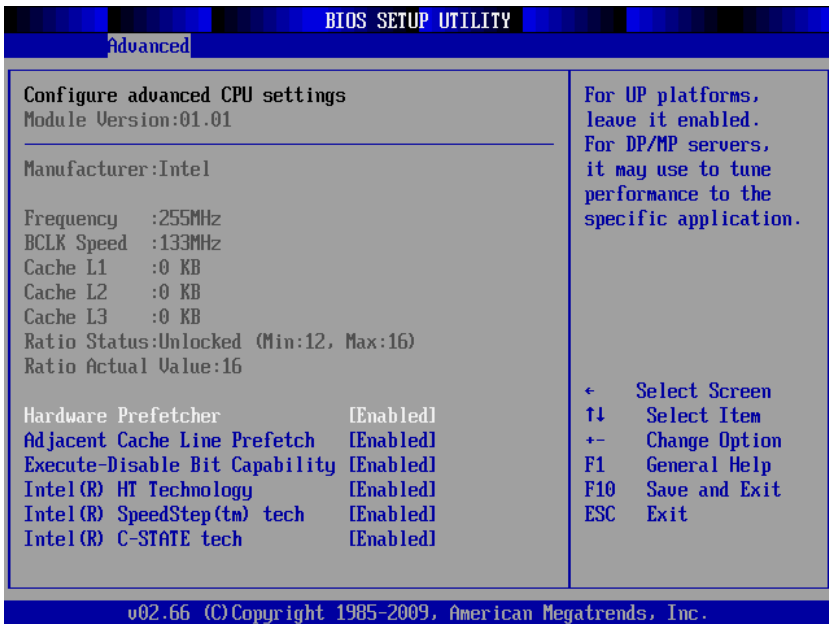 BIOS SETUP UTILITY
Advanced
Configure advanced CPU settings
Module Version:01.01
Manufacturer:Intel
Frequency :255MHz
BCLK Speed :133MHz
Cache L1 :0 KB
Cache L2 :0 KB
Cache L3 :0 KB
Ratio Status:Unlocked (Min:12, Max:16)
Ratio Actual Value:16
Hardware Prefetcher [Enabled]
Adjacent Cache Line Prefetch [Enabled]
Execute-Disable Bit Capability [Enabled]
Intel(R) HT Technology [Enabled]
Intel(R) SpeedStep(tm) tech [Enabled]
Intel(R) C-STATE tech [Enabled]
For UP platforms,
leave it enabled.
For DP/MP servers,
it may use to tune
performance to the
specific application.
← Select Screen
↑↓ Select Item
+- Change Option
F1 General Help
F10 Save and Exit
ESC Exit
v02.66 (C)Copyright 1985-2009, American Megatrends, Inc.